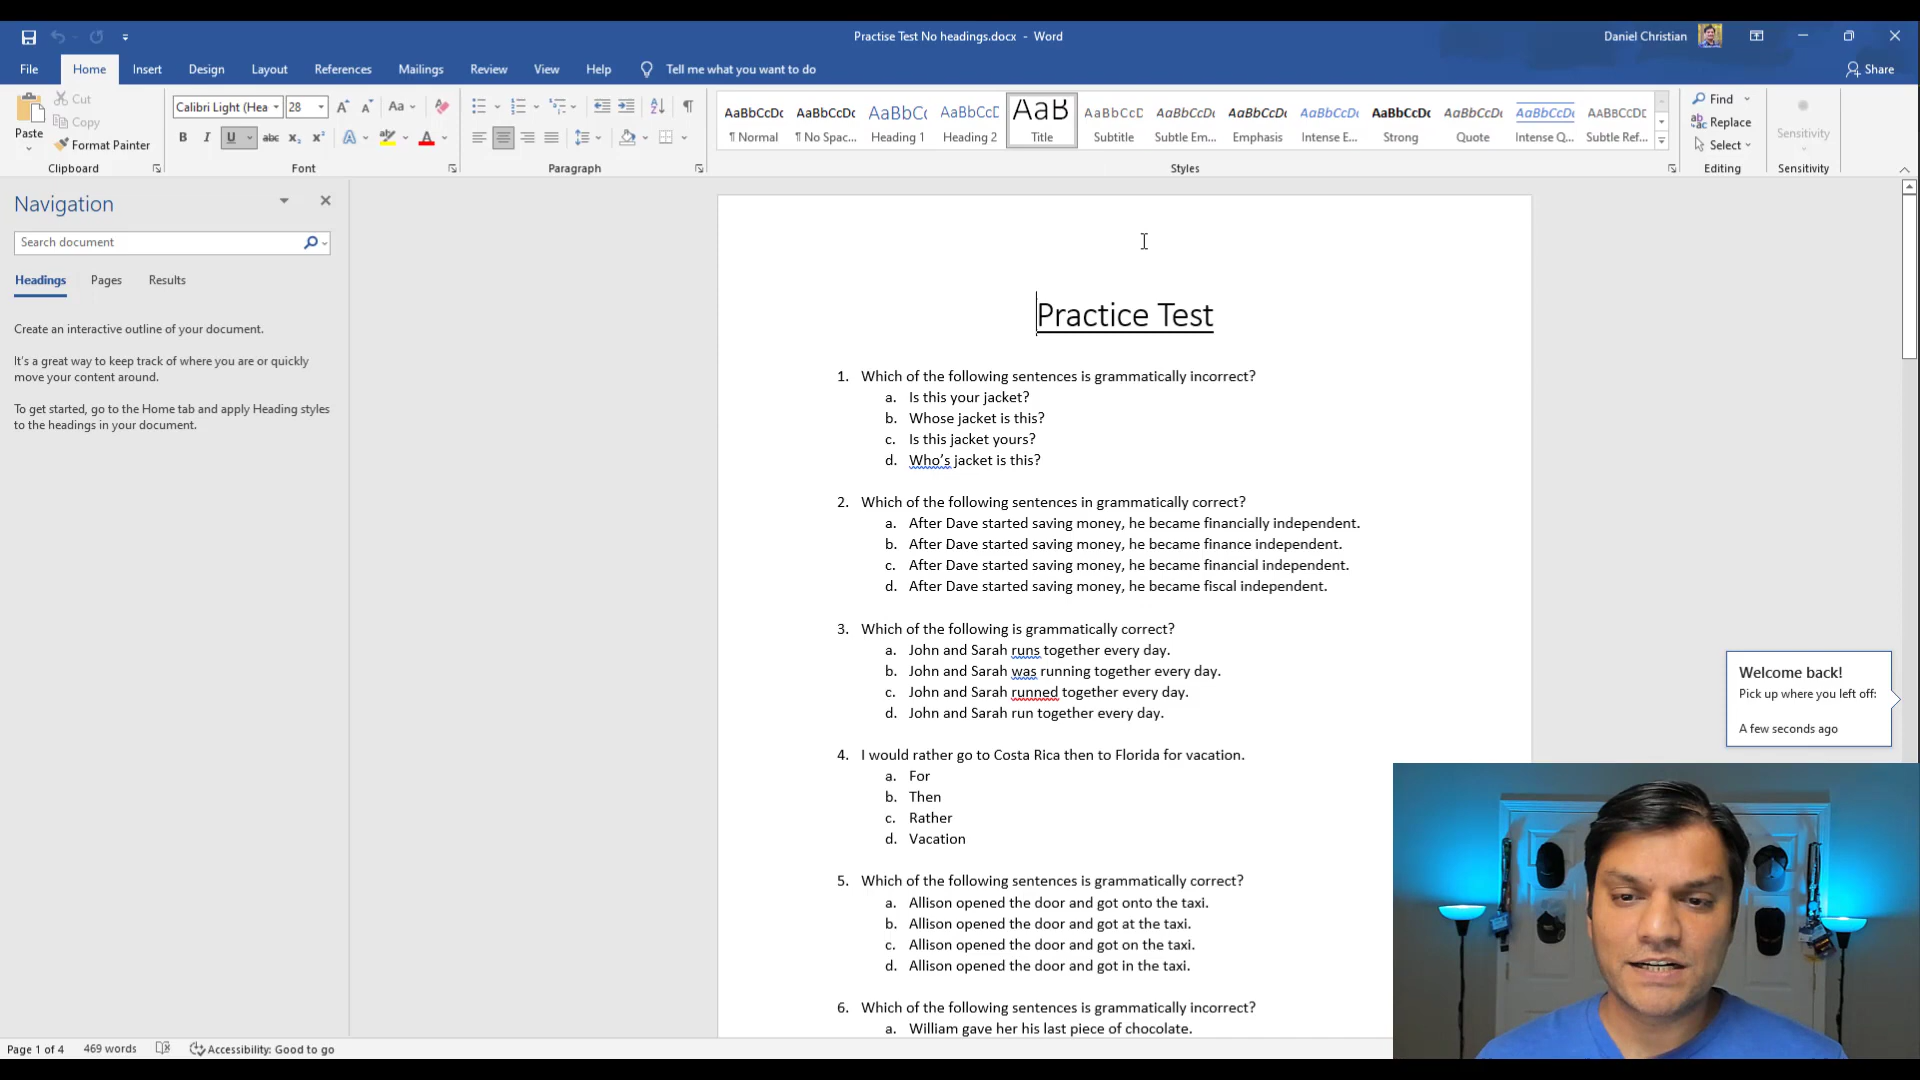 Practise Test No headings.docx - Word
Daniel Christian
File Home Insert Design Layout References Mailings Review View Help Tell me what you want to do
Share
Paste
Cut
Copy
Format Painter
Clipboard
Calibri Light (Hea 28
Font
Paragraph
AaBbCcDc AaBbCcDc AaBbC( AaBbCcD AaB AaBbCcD AaBbCcDc AaBbCcDc AaBbCcDc AaBbCcDc AaBbCcDc AaBbCcDc AaBbCcDc
¶ Normal ¶ No Spac... Heading 1 Heading 2 Title Subtitle Subtle Em... Emphasis Intense E... Strong Quote Intense Q... Subtle Ref...
Styles
Find
Replace
Select
Editing
Sensitivity
Sensitivity
Navigation
Search document
Headings Pages Results
Create an interactive outline of your document.
It's a great way to keep track of where you are or quickly
move your content around.
To get started, go to the Home tab and apply Heading styles
to the headings in your document.
Practice Test
1. Which of the following sentences is grammatically incorrect?
a. Is this your jacket?
b. Whose jacket is this?
c. Is this jacket yours?
d. Who’s jacket is this?
2. Which of the following sentences in grammatically correct?
a. After Dave started saving money, he became financially independent.
b. After Dave started saving money, he became finance independent.
c. After Dave started saving money, he became financial independent.
d. After Dave started saving money, he became fiscal independent.
3. Which of the following is grammatically correct?
a. John and Sarah runs together every day.
b. John and Sarah was running together every day.
c. John and Sarah runned together every day.
d. John and Sarah run together every day.
4. I would rather go to Costa Rica then to Florida for vacation.
a. For
b. Then
c. Rather
d. Vacation
5. Which of the following sentences is grammatically correct?
a. Allison opened the door and got onto the taxi.
b. Allison opened the door and got at the taxi.
c. Allison opened the door and got on the taxi.
d. Allison opened the door and got in the taxi.
6. Which of the following sentences is grammatically incorrect?
a. William gave her his last piece of chocolate.
Welcome back!
Pick up where you left off:
A few seconds ago
Page 1 of 4 469 words Accessibility: Good to go